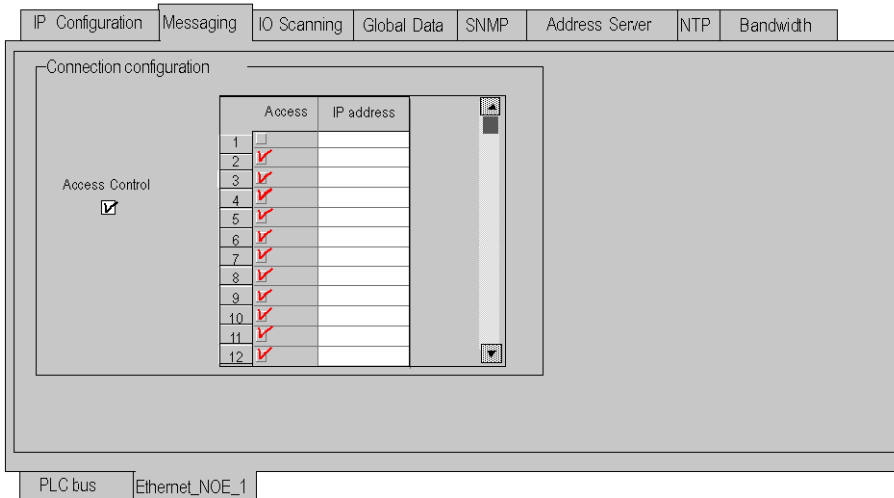 IP Configuration Messaging IO Scanning Global Data SNMP Address Server NTP Bandwidth
Connection configuration
Access IP address
1
2
3
Access Control
4
5
6
7
8
9
10
11
12
PLC bus Ethernet_NOE_1